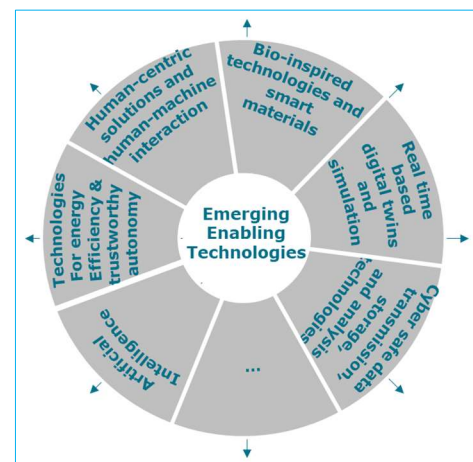 Emerging
Enabling
Technologies
Bio-inspired
technologies and
smart
materials
Real time
based
digital twins
and
simulation
Cyber safe data
transmission,
storage,
and analysis
technologies
...
Artificial
Intelligence
Technologies
For energy
Efficiency &
trustworthy
autonomy
Human-centric
solutions and
human-machine
interaction